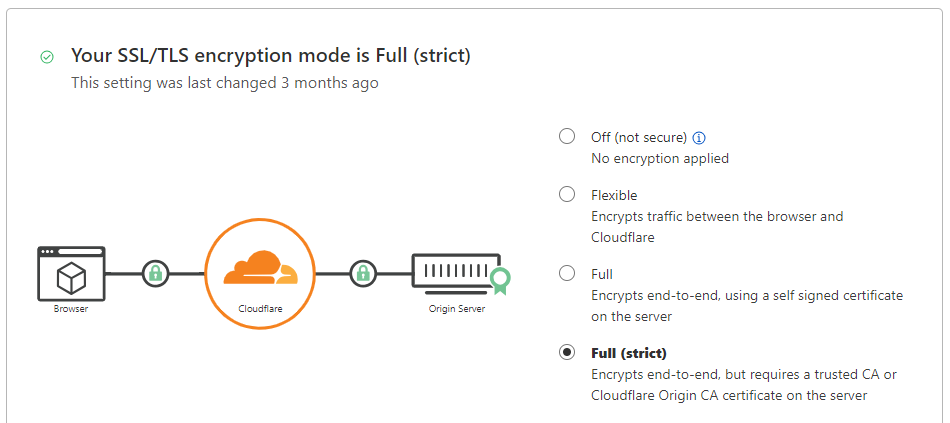 Your SSL/TLS encryption mode is Full (strict)
This setting was last changed 3 months ago
Browser
Cloudflare
Origin Server
Off (not secure)
No encryption applied
Flexible
Encrypts traffic between the browser and
Cloudflare
Full
Encrypts end-to-end, using a self signed certificate
on the server
Full (strict)
Encrypts end-to-end, but requires a trusted CA or
Cloudflare Origin CA certificate on the server